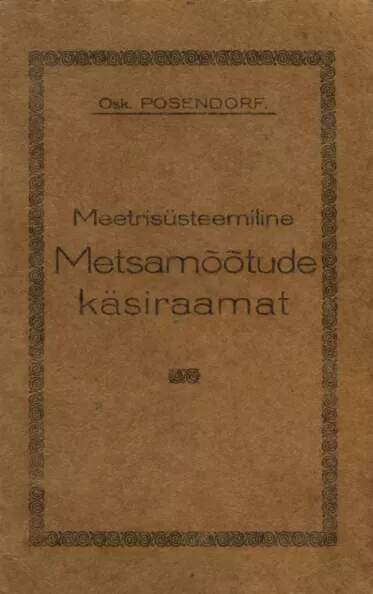 Osk. POSENDORF.
Meetrisüsteemiline
Metsamõõtude
käsiraamat